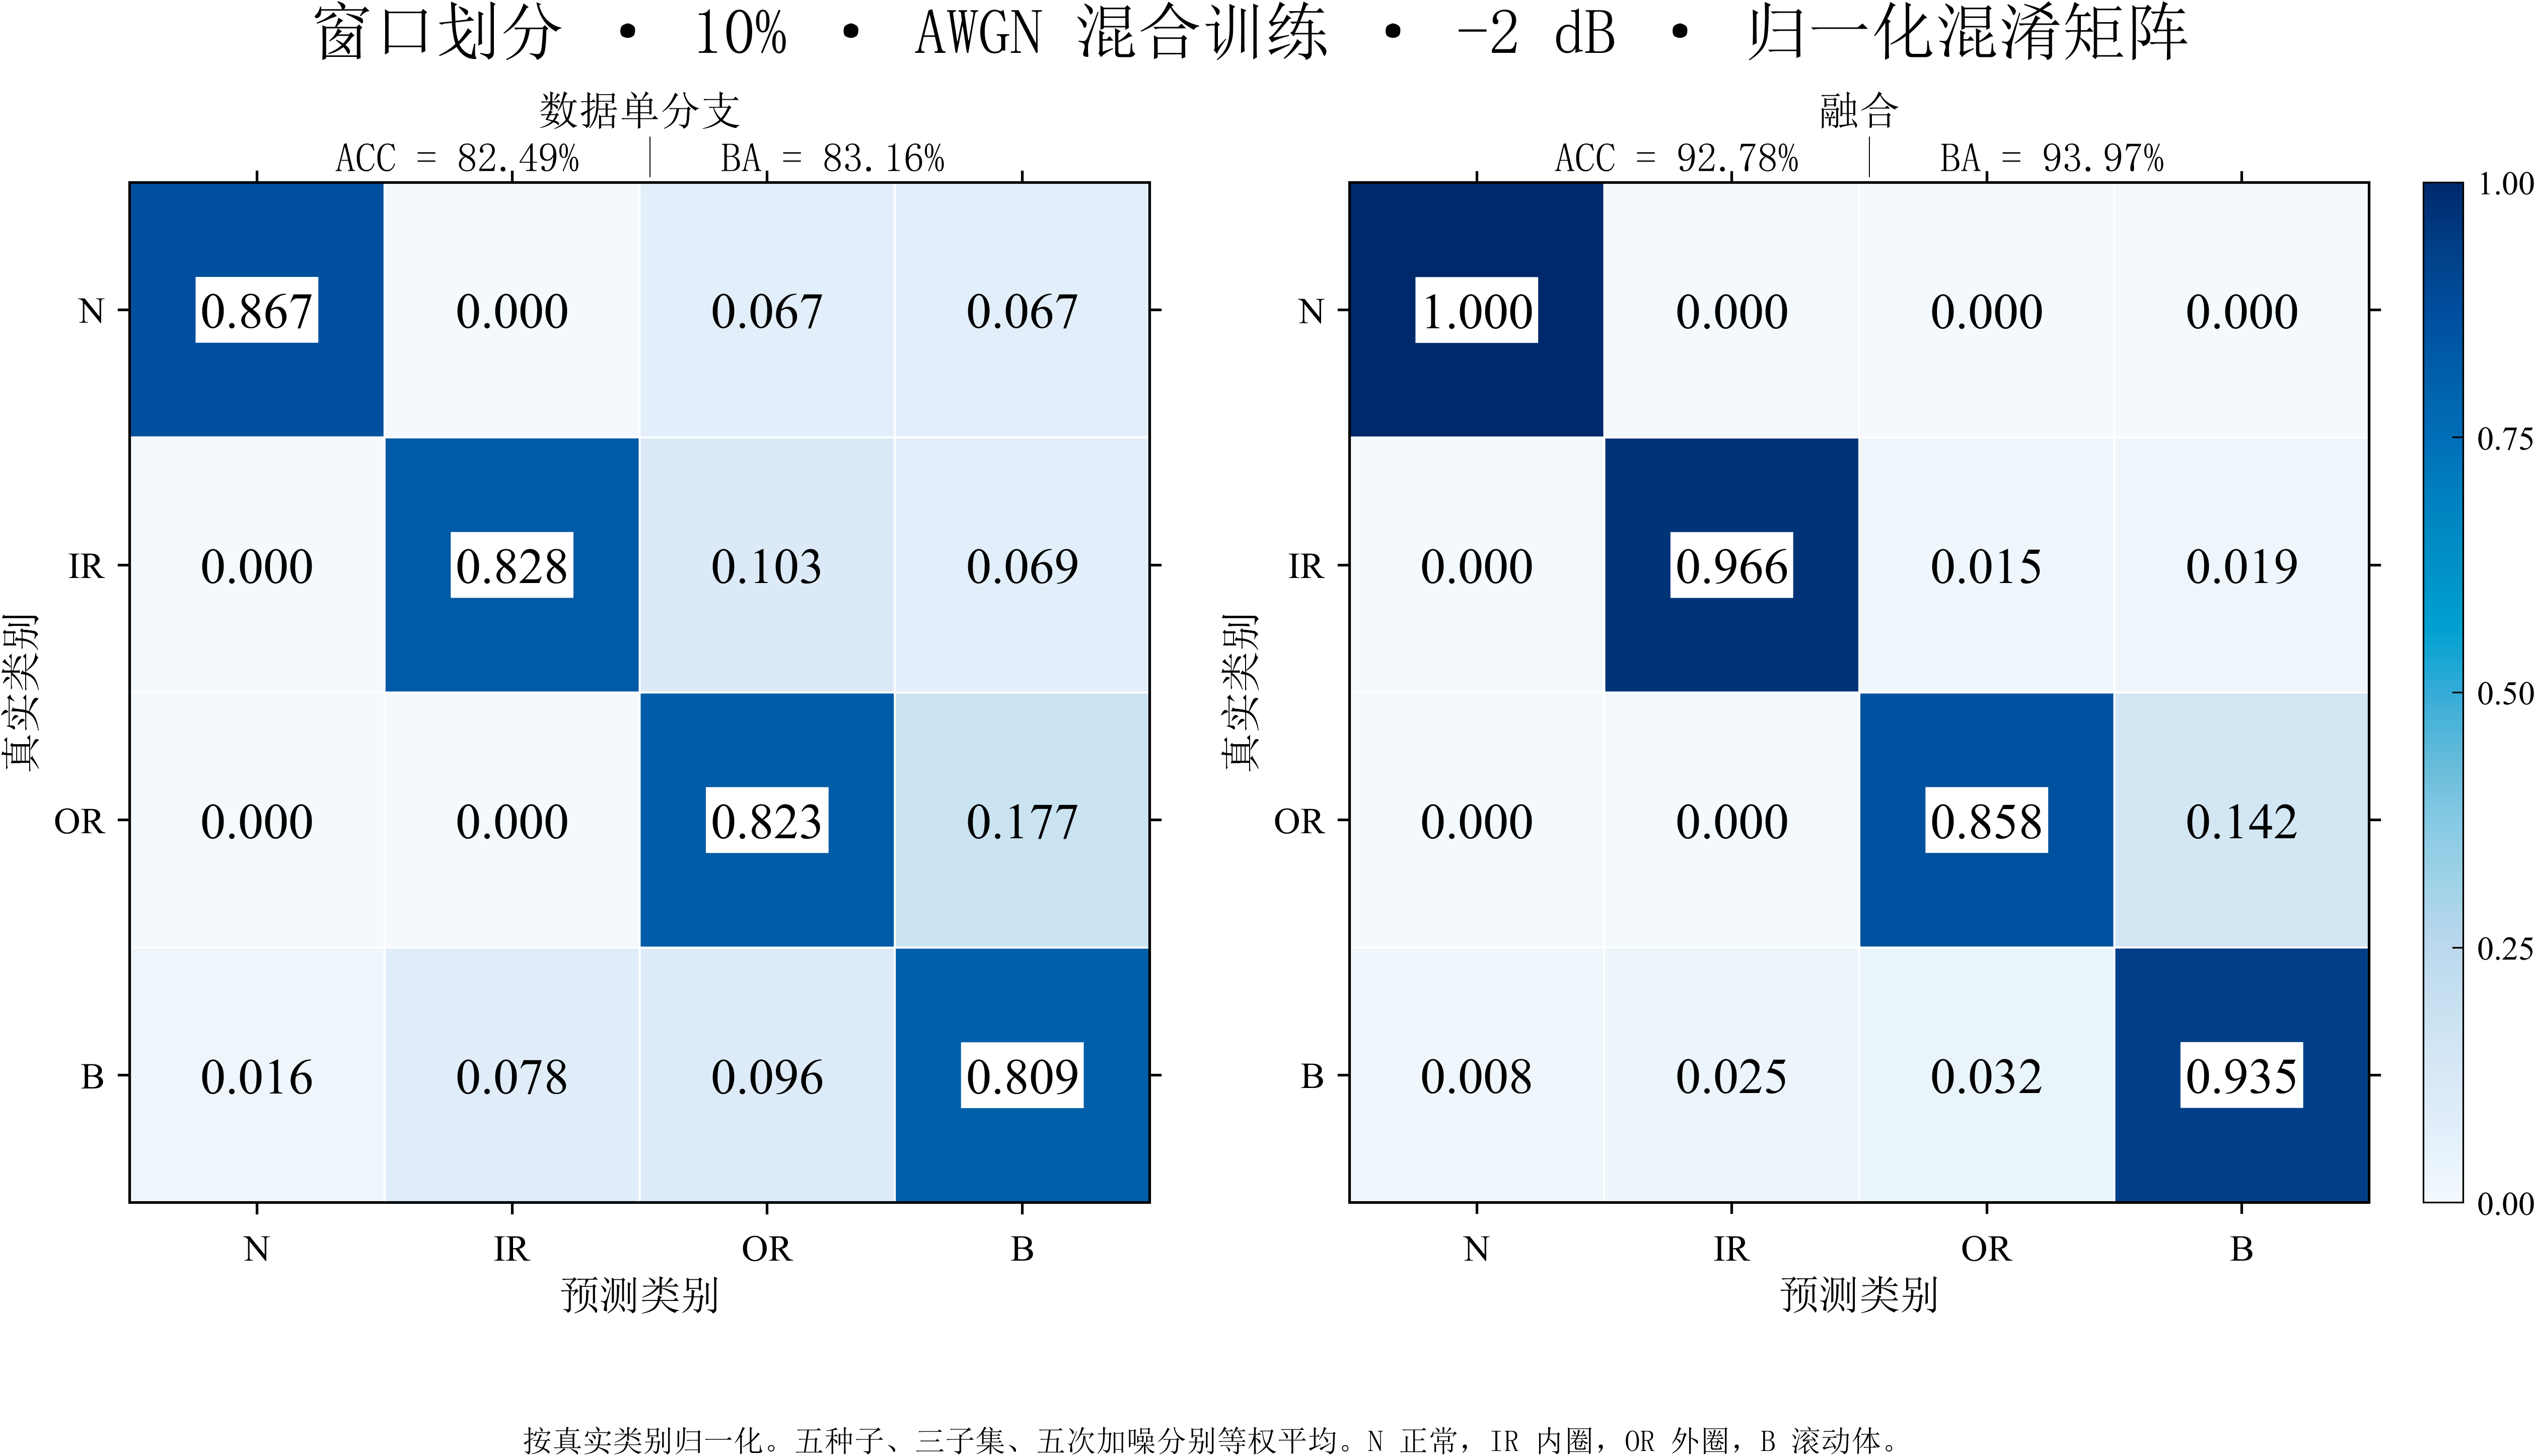 窗口划分 • 10% • AWGN 混合训练 • −2 dB • 归一化混淆矩阵
数据单分支
ACC = 82.49% │ BA = 83.16%
N 0.867 0.000 0.067 0.067
IR 0.000 0.828 0.103 0.069
OR 0.000 0.000 0.823 0.177
B 0.016 0.078 0.096 0.809
N IR OR B
真实类别
预测类别
融合
ACC = 92.78% │ BA = 93.97%
N 1.000 0.000 0.000 0.000
IR 0.000 0.966 0.015 0.019
OR 0.000 0.000 0.858 0.142
B 0.008 0.025 0.032 0.935
N IR OR B
真实类别
预测类别
1.00
0.75
0.50
0.25
0.00
按真实类别归一化。五种子、三子集、五次加噪分别等权平均。N 正常，IR 内圈，OR 外圈，B 滚动体。